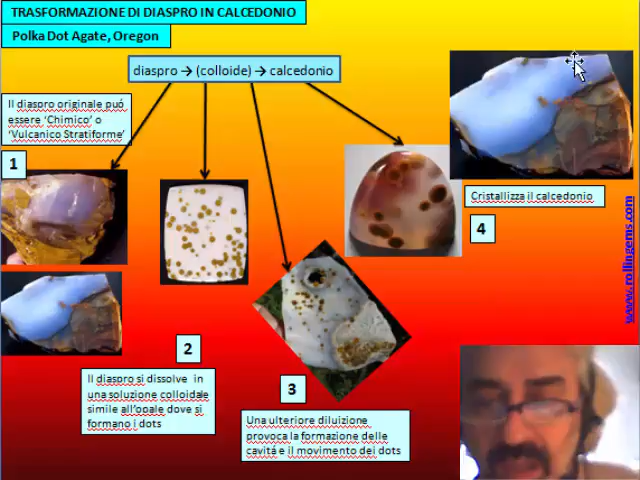 TRASFORMAZIONE DI DIASPRO IN CALCEDONIO
Polka Dot Agate, Oregon
diaspro → (colloide) → calcedonio
Il diaspro originale puó
essere ‘Chimico’ o
‘Vulcanico Stratiforme’
1
Cristallizza il calcedonio
4
www.rollingems.com
2
Il diaspro si dissolve in
una soluzione colloidale
simile all’opale dove si
formano i dots
3
Una ulteriore diluizione
provoca la formazione delle
cavitá e il movimento dei dots